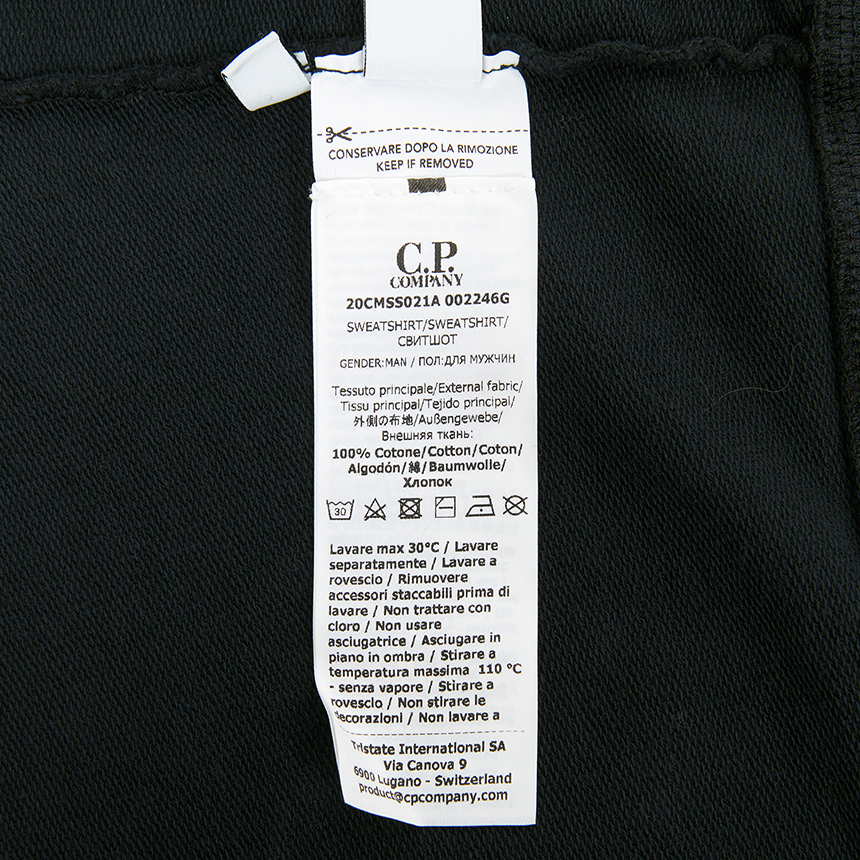 CONSERVARE DOPO LA RIMOZIONE
KEEP IF REMOVED
C.P.
COMPANY
20CMSS021A 002246G
SWEATSHIRT/SWEATSHIRT/
СВИТШОТ
GENDER:MAN / ПОЛ:ДЛЯ МУЖЧИН
Tessuto principale/External fabric/
Tissu principal/Tejido principal/
外側の布地/Außengewebe/
Внешняя ткань:
100% Cotone/Cotton/Coton/
Algodón/綿/Baumwolle/
Хлопок
30
Lavare max 30°C / Lavare
separatamente / Lavare a
rovescio / Rimuovere
accessori staccabili prima di
lavare / Non trattare con
cloro / Non usare
asciugatrice / Asciugare in
piano in ombra / Stirare a
temperatura massima 110 °C
- senza vapore / Stirare a
rovescio / Non stirare le
decorazioni / Non lavare a
Tristate International SA
Via Canova 9
6900 Lugano - Switzerland
product@cpcompany.com